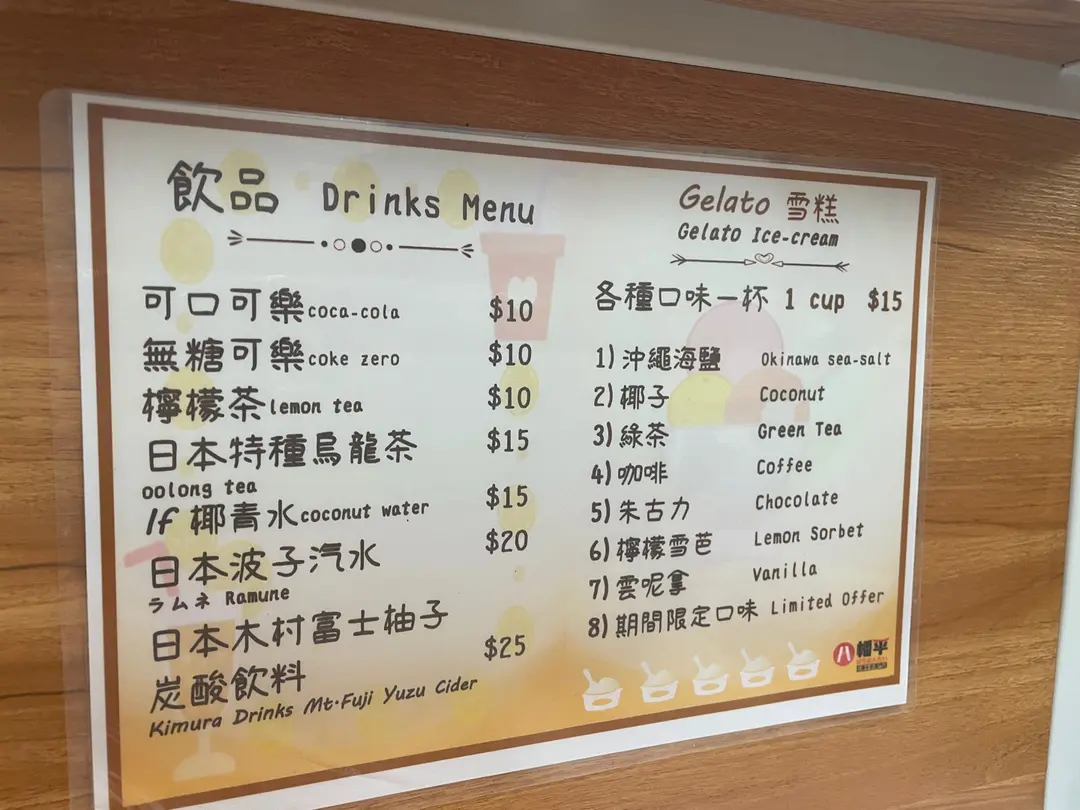 飲品 Drinks Menu
可口可樂coca-cola $10
無糖可樂coke zero $10
檸檬茶lemon tea $10
日本特種烏龍茶 $15
oolong tea
If 椰青水coconut water $15
日本波子汽水 $20
ラムネ Ramune
日本木村富士柚子
炭酸飲料 $25
Kimura Drinks Mt·Fuji Yuzu Cider
Gelato 雪糕
Gelato Ice-cream
各種口味一杯 1 cup $15
1) 沖繩海鹽 Okinawa sea-salt
2) 椰子 Coconut
3) 綠茶 Green Tea
4) 咖啡 Coffee
5) 朱古力 Chocolate
6) 檸檬雪芭 Lemon Sorbet
7) 雲呢拿 Vanilla
8) 期間限定口味 Limited Offer